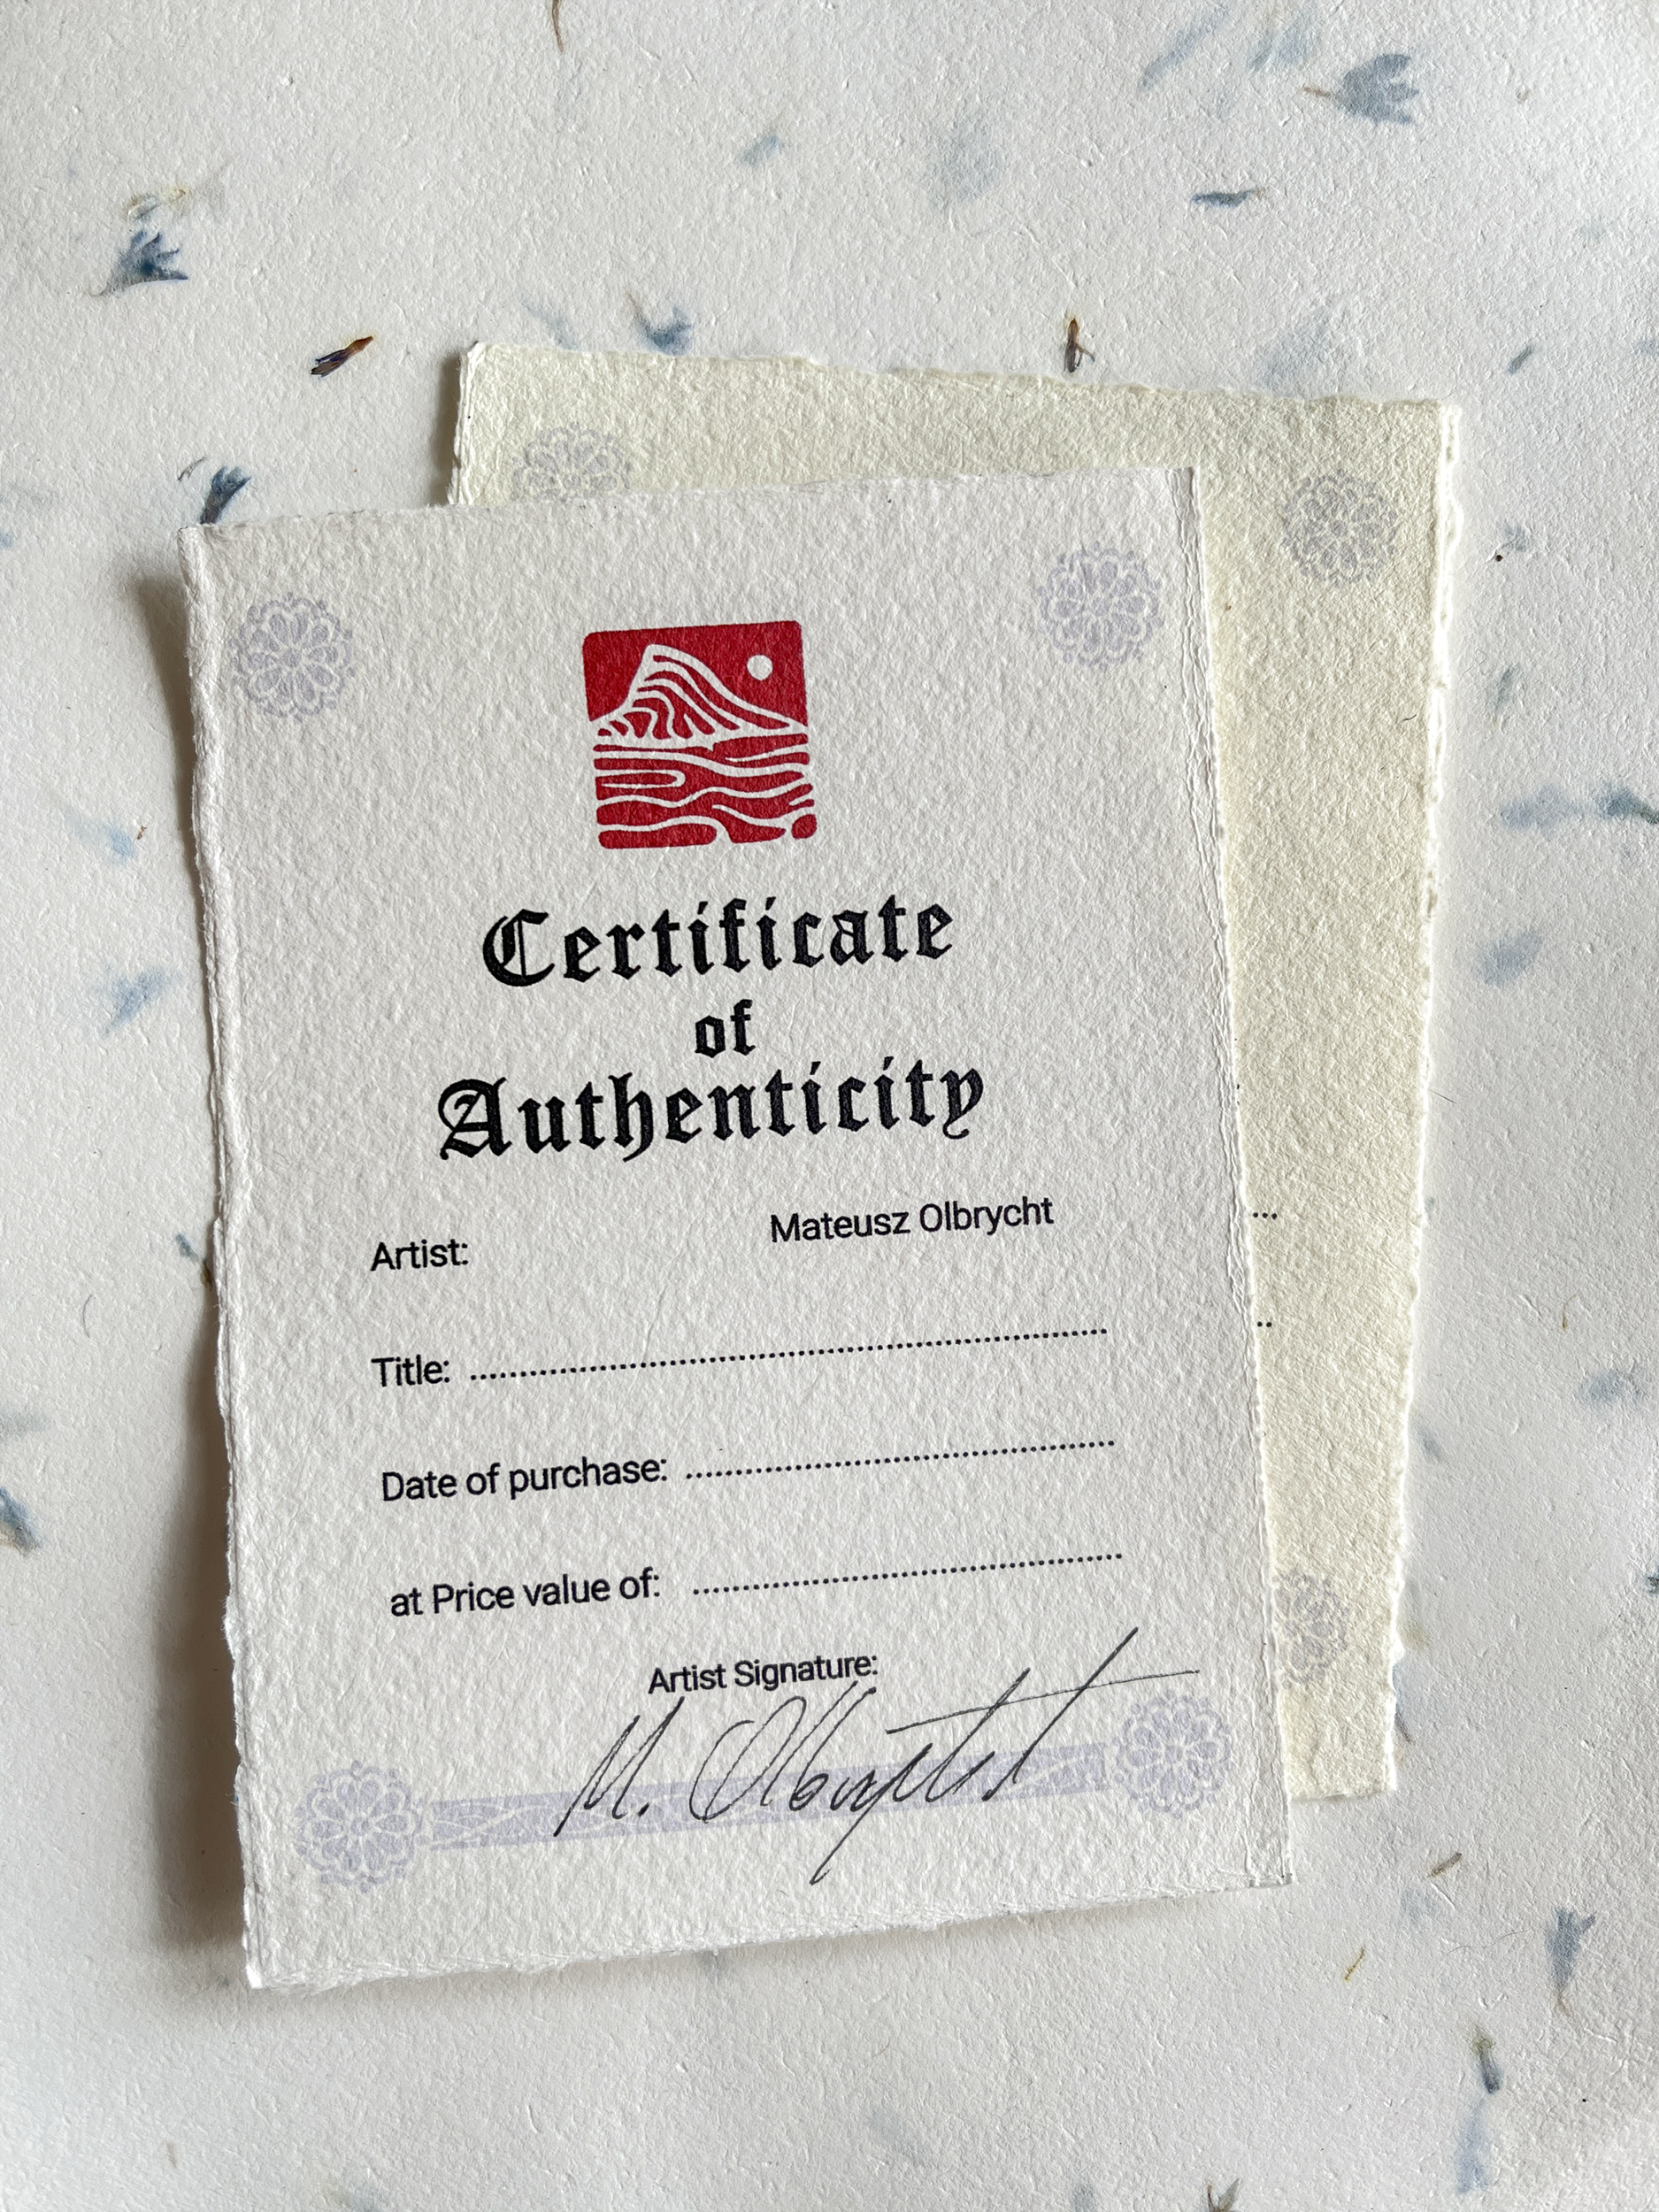 Certificate
of
Authenticity
Artist: Mateusz Olbrycht
Title: ................................................................
Date of purchase: ...........................................
at Price value of: ...........................................
Artist Signature:
M. Olbrycht